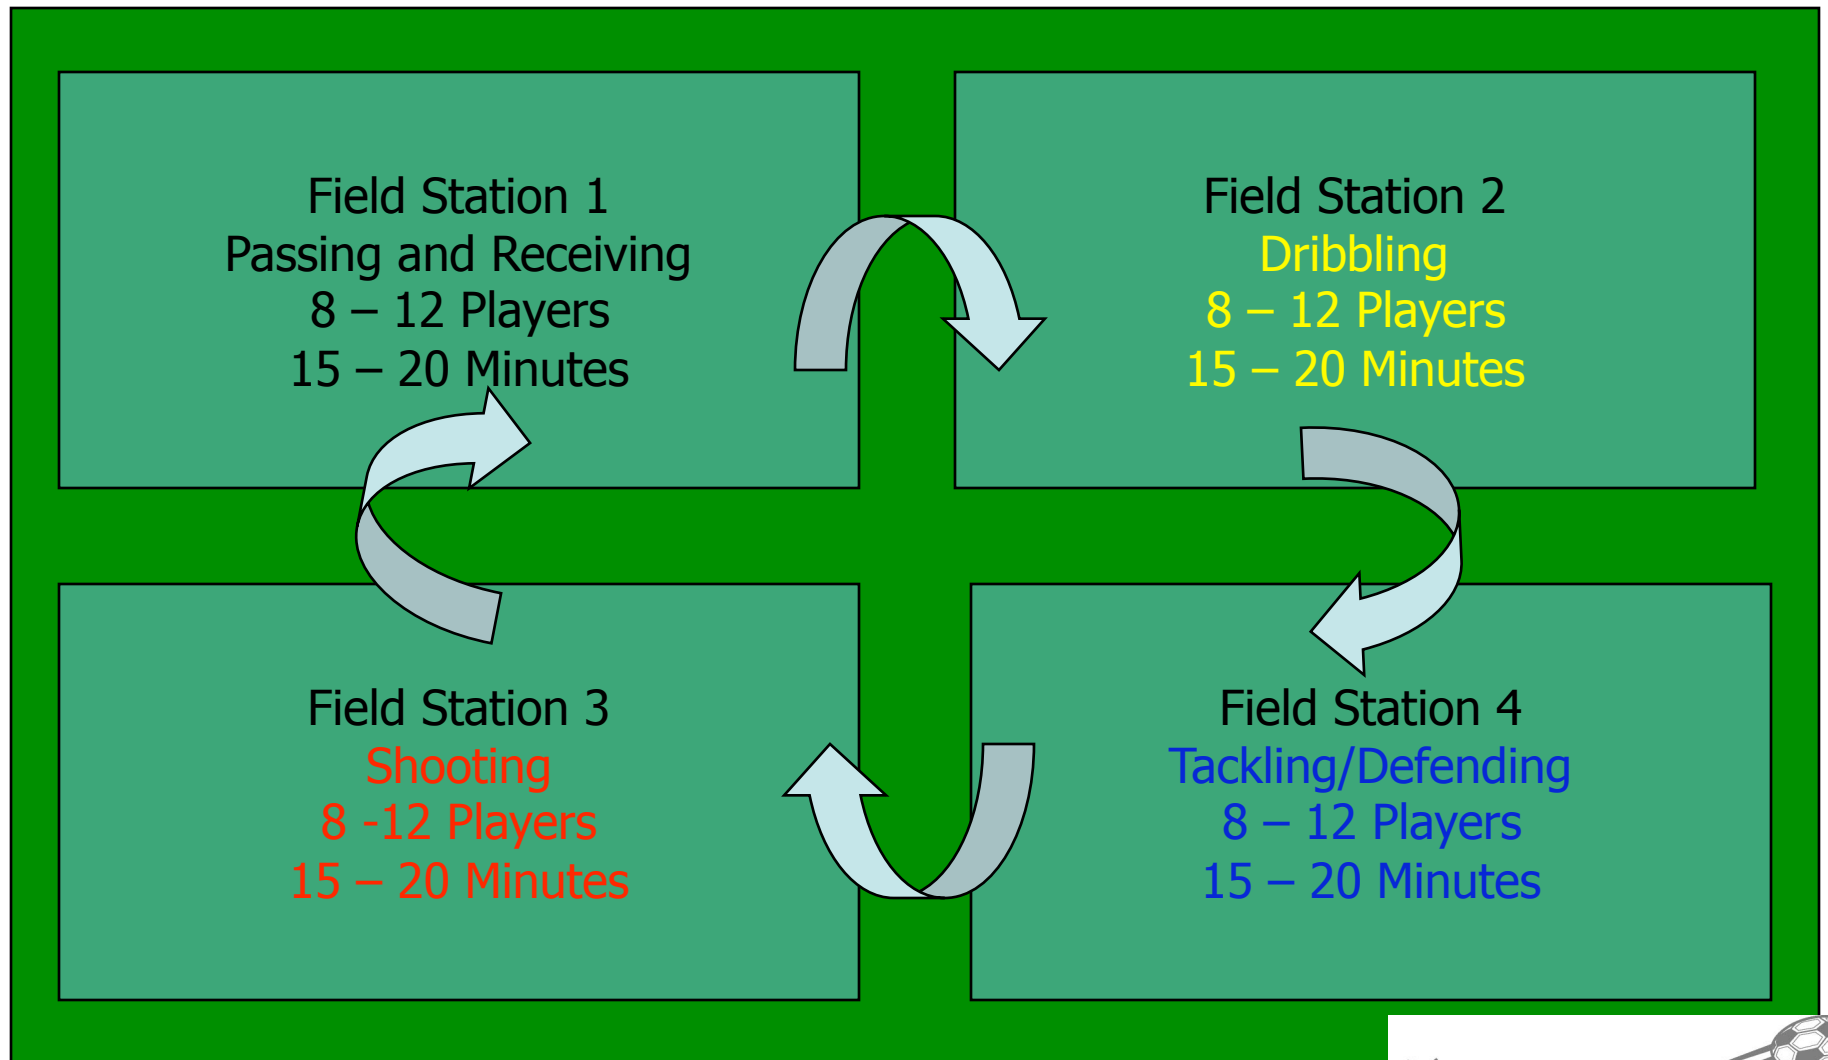 Field Station 1
Passing and Receiving
8 – 12 Players
15 – 20 Minutes
Field Station 2
Dribbling
8 – 12 Players
15 – 20 Minutes
Field Station 3
Shooting
8 -12 Players
15 – 20 Minutes
Field Station 4
Tackling/Defending
8 – 12 Players
15 – 20 Minutes